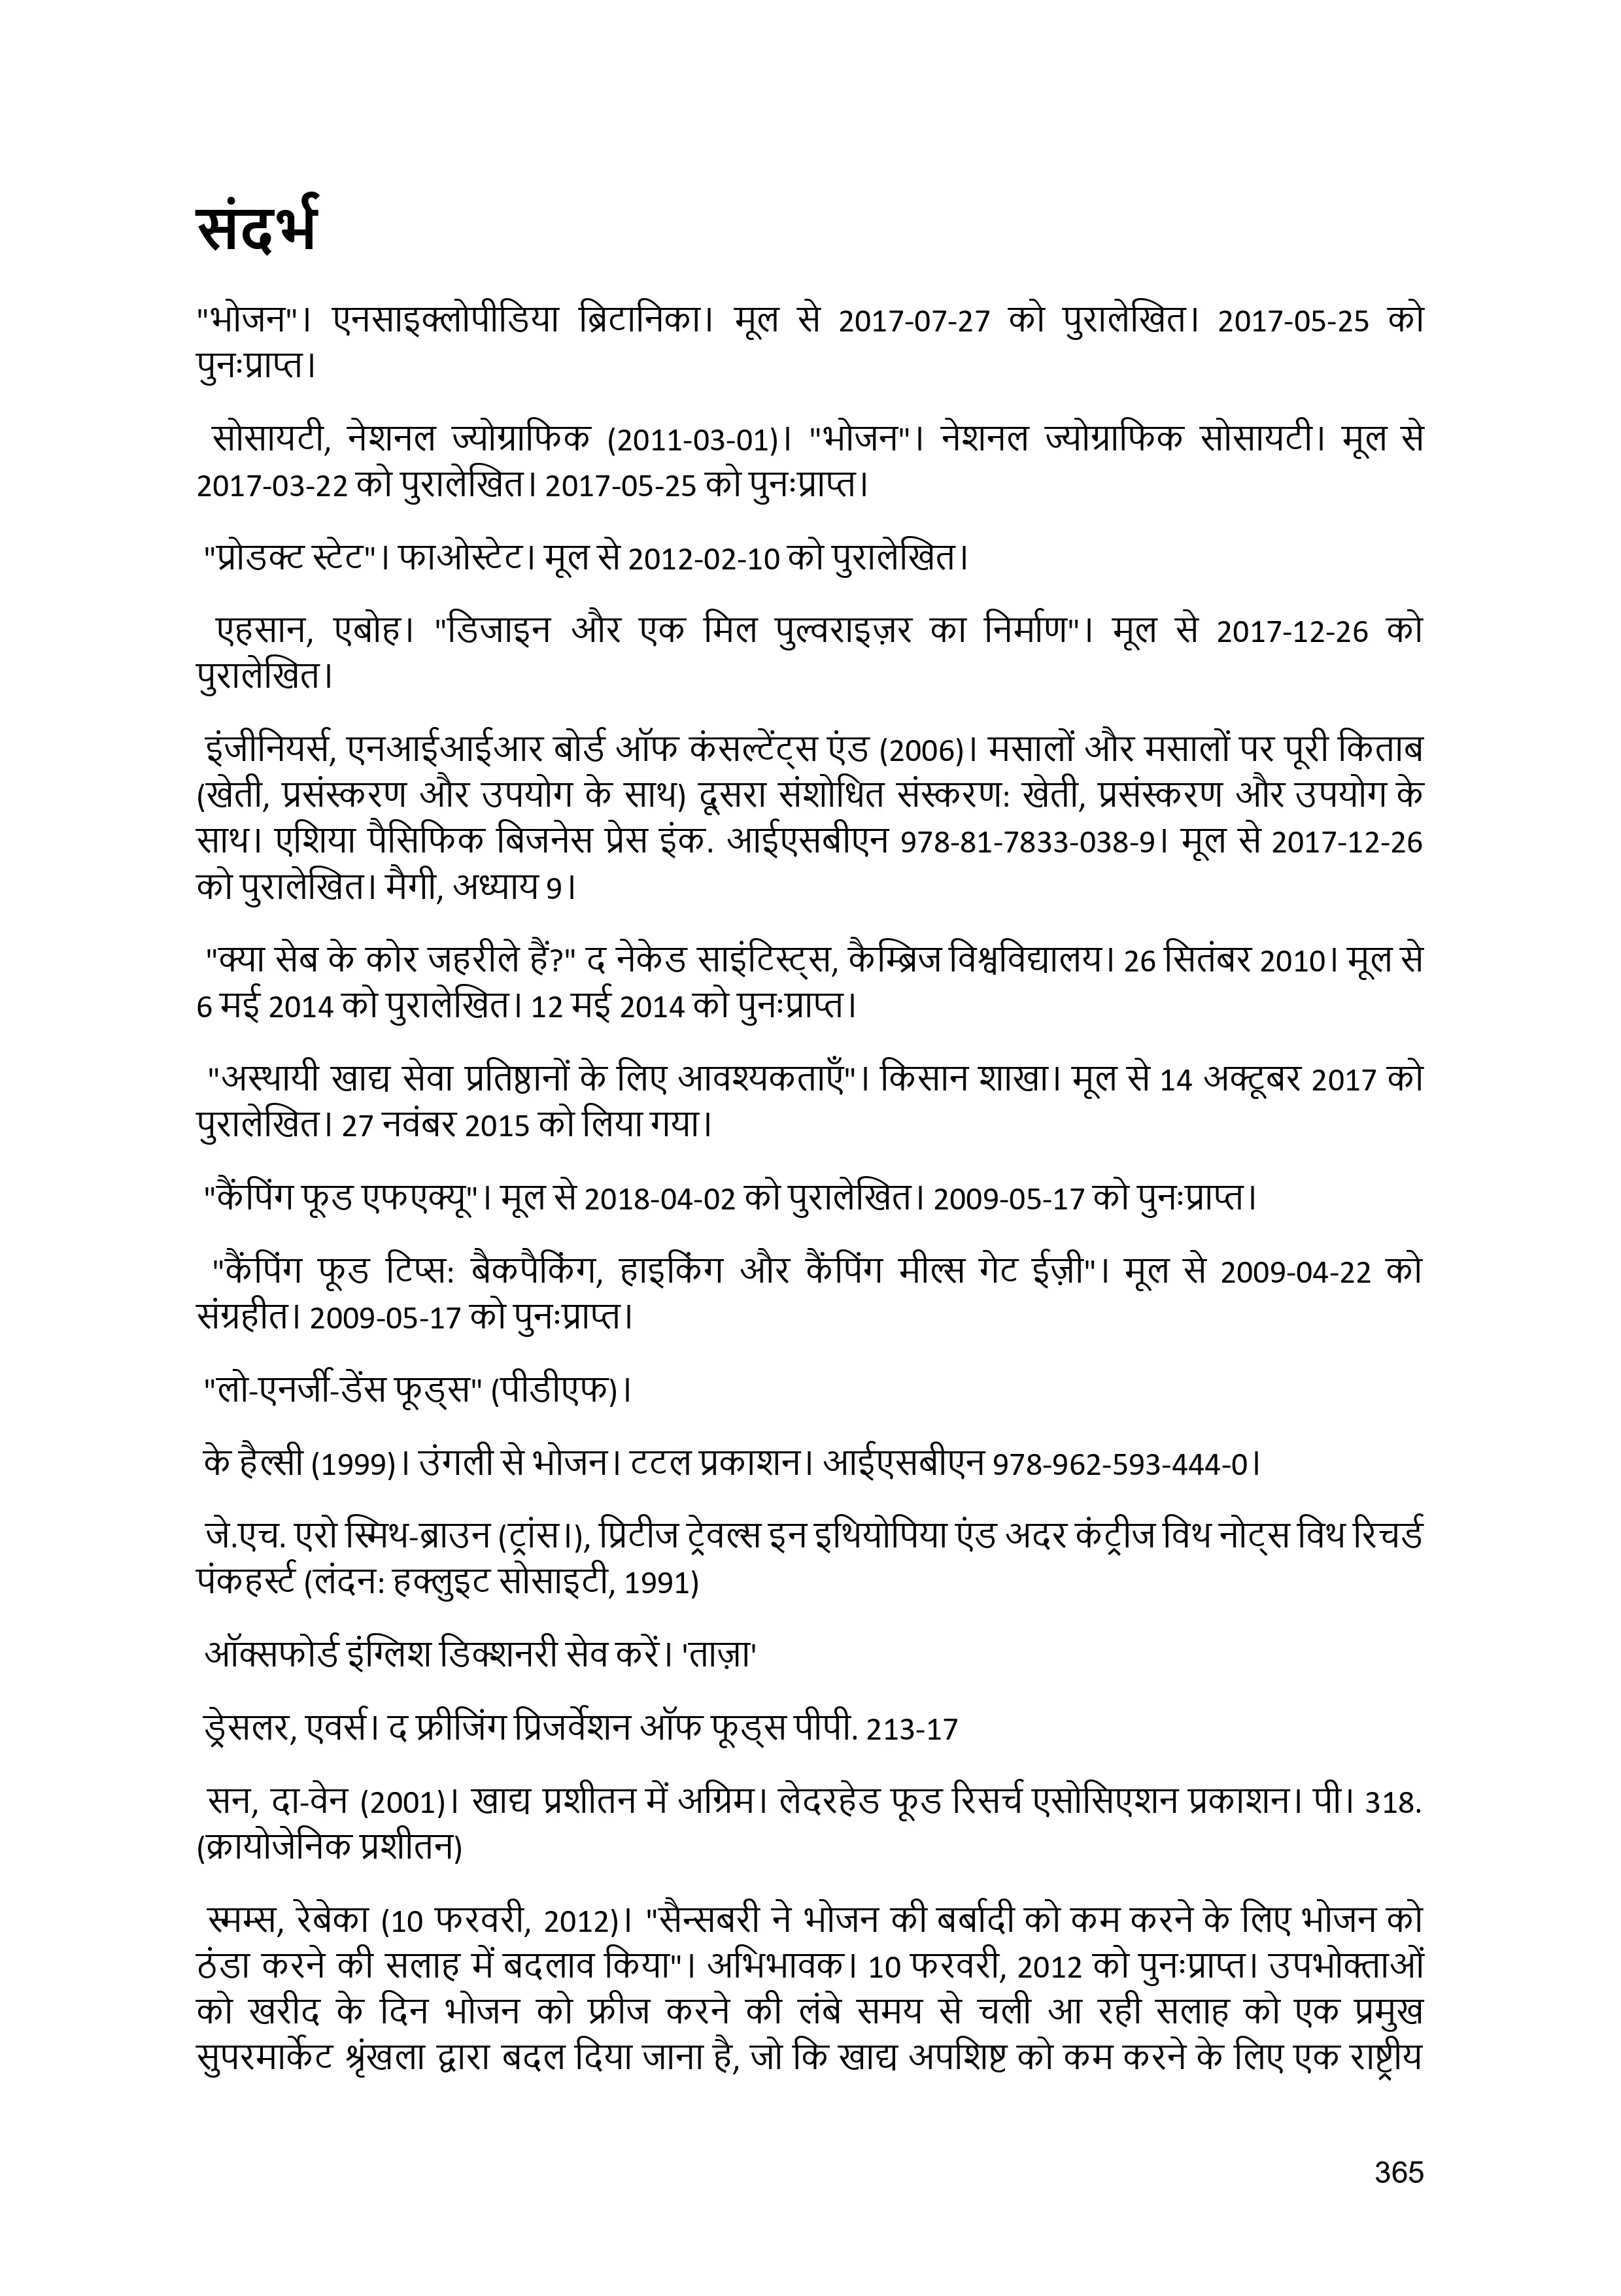 संदर्भ
"भोजन"। एनसाइक्लोपीडिया ब्रिटानिका। मूल से 2017-07-27 को पुरालेखित। 2017-05-25 को
पुनःप्राप्त।
सोसायटी, नेशनल ज्योग्राफिक (2011-03-01)। "भोजन"। नेशनल ज्योग्राफिक सोसायटी। मूल से
2017-03-22 को पुरालेखित। 2017-05-25 को पुनःप्राप्त।
"प्रोडक्ट स्टेट"। फाओस्टेट। मूल से 2012-02-10 को पुरालेखित।
एहसान, एबोह। "डिजाइन और एक मिल पुल्वराइज़र का निर्माण"। मूल से 2017-12-26 को
पुरालेखित।
इंजीनियर्स, एनआईआईआर बोर्ड ऑफ कंसल्टेंट्स एंड (2006)। मसालों और मसालों पर पूरी किताब
(खेती, प्रसंस्करण और उपयोग के साथ) दूसरा संशोधित संस्करण: खेती, प्रसंस्करण और उपयोग के
साथ। एशिया पैसिफिक बिजनेस प्रेस इंक. आईएसबीएन 978-81-7833-038-9। मूल से 2017-12-26
को पुरालेखित। मैगी, अध्याय 9।
"क्या सेब के कोर जहरीले हैं?" द नेकेड साइंटिस्ट्स, कैम्ब्रिज विश्वविद्यालय। 26 सितंबर 2010। मूल से
6 मई 2014 को पुरालेखित। 12 मई 2014 को पुनःप्राप्त।
"अस्थायी खाद्य सेवा प्रतिष्ठानों के लिए आवश्यकताएँ"। किसान शाखा। मूल से 14 अक्टूबर 2017 को
पुरालेखित। 27 नवंबर 2015 को लिया गया।
"कैंपिंग फूड एफएक्यू"। मूल से 2018-04-02 को पुरालेखित। 2009-05-17 को पुनःप्राप्त।
"कैंपिंग फूड टिप्स: बैकपैकिंग, हाइकिंग और कैंपिंग मील्स गेट ईज़ी"। मूल से 2009-04-22 को
संग्रहीत। 2009-05-17 को पुनःप्राप्त।
"लो-एनर्जी-डेंस फूड्स" (पीडीएफ)।
के हैल्सी (1999)। उंगली से भोजन। टटल प्रकाशन। आईएसबीएन 978-962-593-444-0।
जे.एच. एरो स्मिथ-ब्राउन (ट्रांस।), प्रिटीज ट्रेवल्स इन इथियोपिया एंड अदर कंट्रीज विथ नोट्स विथ रिचर्ड
पंकहर्स्ट (लंदन: हक्लुइट सोसाइटी, 1991)
ऑक्सफोर्ड इंग्लिश डिक्शनरी सेव करें। 'ताज़ा'
ड्रेसलर, एवर्स। द फ्रीजिंग प्रिजर्वेशन ऑफ फूड्स पीपी. 213-17
सन, दा-वेन (2001)। खाद्य प्रशीतन में अग्रिम। लेदरहेड फूड रिसर्च एसोसिएशन प्रकाशन। पी। 318.
(क्रायोजेनिक प्रशीतन)
स्मम्स, रेबेका (10 फरवरी, 2012)। "सैन्सबरी ने भोजन की बर्बादी को कम करने के लिए भोजन को
ठंडा करने की सलाह में बदलाव किया"। अभिभावक। 10 फरवरी, 2012 को पुनःप्राप्त। उपभोक्ताओं
को खरीद के दिन भोजन को फ्रीज करने की लंबे समय से चली आ रही सलाह को एक प्रमुख
सुपरमार्केट श्रृंखला द्वारा बदल दिया जाना है, जो कि खाद्य अपशिष्ट को कम करने के लिए एक राष्ट्रीय
365